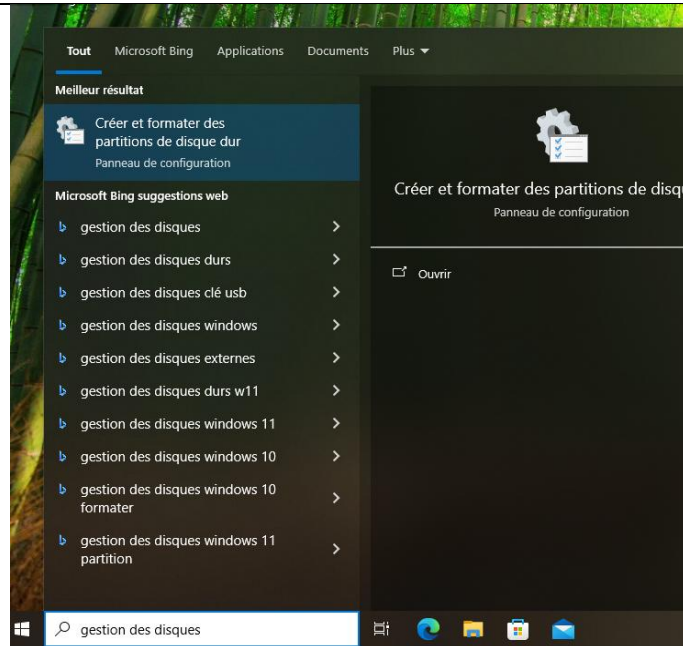 Tout Microsoft Bing Applications Documents Plus
Meilleur résultat
Créer et formater des
partitions de disque dur
Panneau de configuration
Microsoft Bing suggestions web
gestion des disques
gestion des disques durs
gestion des disques clé usb
gestion des disques windows
gestion des disques externes
gestion des disques durs w11
gestion des disques windows 11
gestion des disques windows 10
gestion des disques windows 10
formater
gestion des disques windows 11
partition
Créer et formater des partitions de disq
Panneau de configuration
Ouvrir
gestion des disques